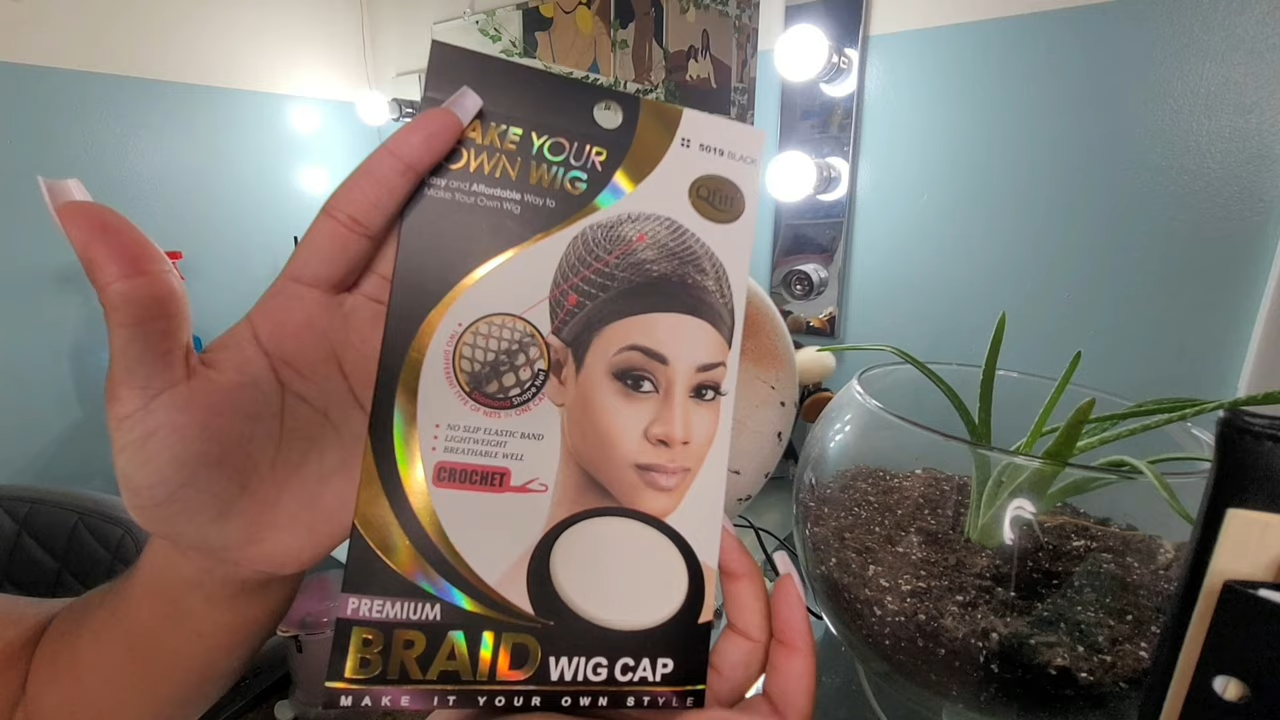 AKE YOUR
OWN WIG
Easy and Affordable Way to
Make Your Own Wig
5019 BLACK
Qfitt
TWO DIFFERENT TYPE OF NETS IN ONE CAP
Diamond Shape Net
• NO SLIP ELASTIC BAND
• LIGHTWEIGHT
• BREATHABLE WELL
CROCHET
PREMIUM
BRAID WIG CAP
MAKE IT YOUR OWN STYLE